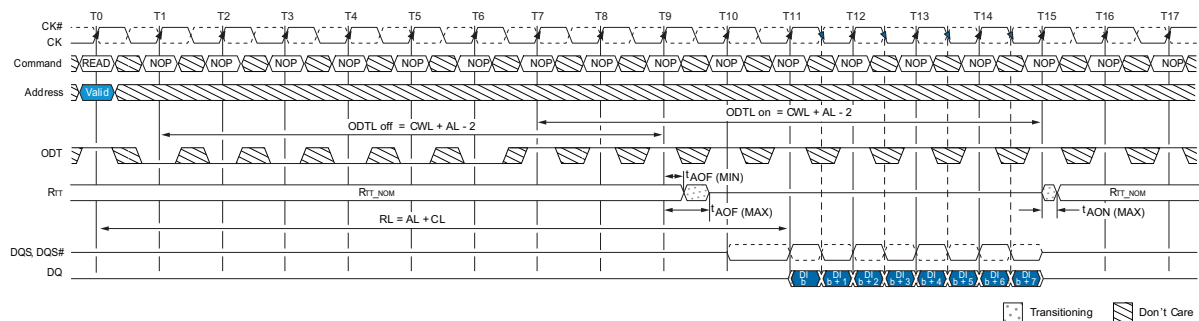 T0 T1 T2 T3 T4 T5 T6 T7 T8 T9 T10 T11 T12 T13 T14 T15 T16 T17
CK#
CK
Command READ NOP NOP NOP NOP NOP NOP NOP NOP NOP NOP NOP NOP NOP NOP NOP NOP NOP
Address Valid
ODTL off = CWL + AL - 2 ODTL on = CWL + AL - 2
ODT
tAOF (MIN)
RTT RTT_NOM RTT_NOM
tAOF (MAX) tAON (MAX)
RL = AL + CL
DQS, DQS#
DQ DI b DI b + 1 DI b + 2 DI b + 3 DI b + 4 DI b + 5 DI b + 6 DI b + 7
Transitioning Don't Care